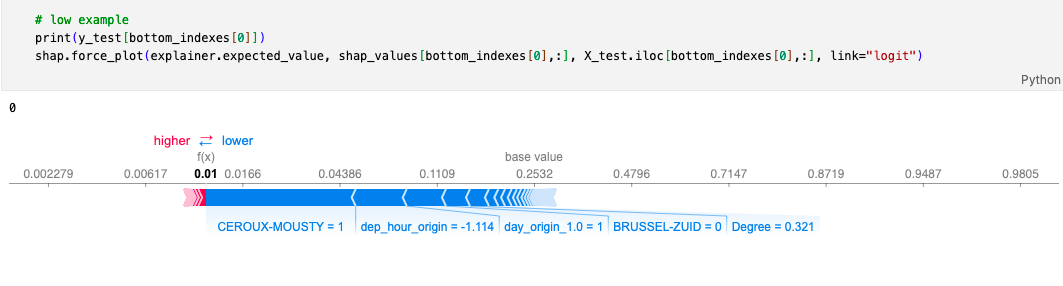 # low example
print(y_test[bottom_indexes[0]])
shap.force_plot(explainer.expected_value, shap_values[bottom_indexes[0],:], X_test.iloc[bottom_indexes[0],:], link="logit")
Python
0
higher ⇄ lower
f(x) base value
0.002279 0.00617 0.01 0.0166 0.04386 0.1109 0.2532 0.4796 0.7147 0.8719 0.9487 0.9805
CEROUX-MOUSTY = 1 dep_hour_origin = -1.114 day_origin_1.0 = 1 BRUSSEL-ZUID = 0 Degree = 0.321